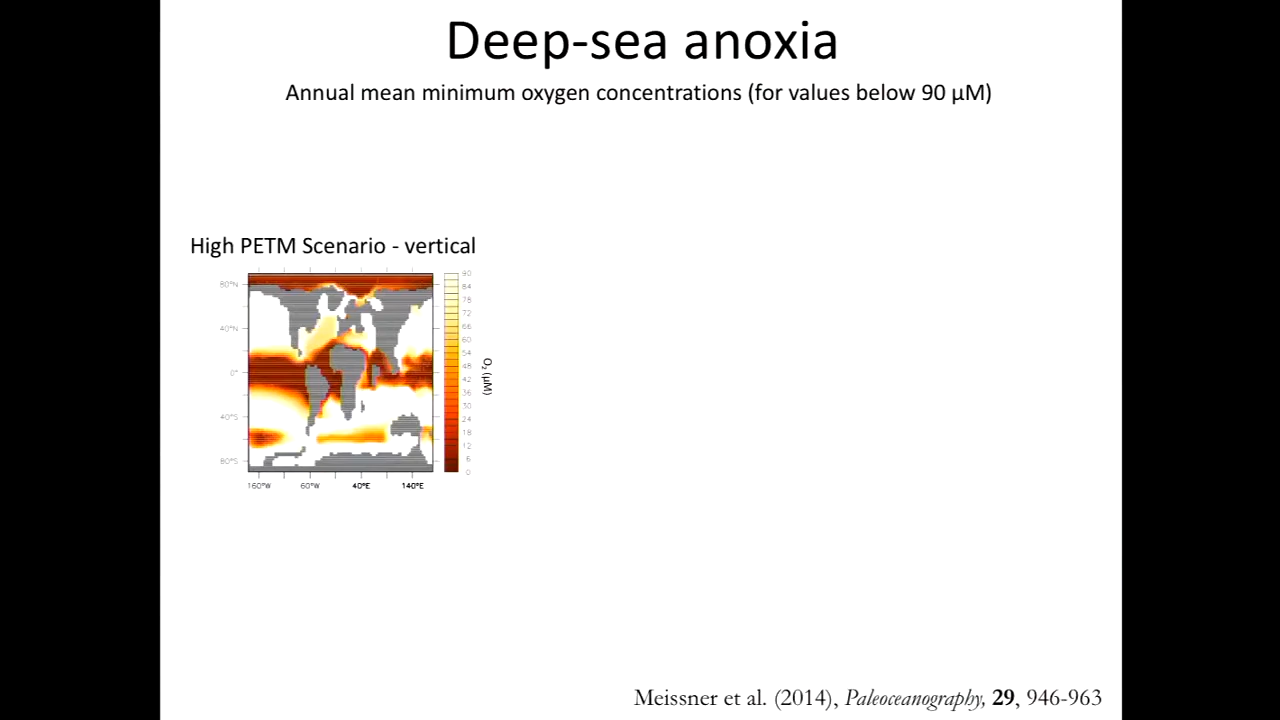 Deep-sea anoxia
Annual mean minimum oxygen concentrations (for values below 90 µM)
High PETM Scenario - vertical
80°N
40°N
0°
40°S
80°S
160°W 60°W 40°E 140°E
90
84
78
72
66
60
54
48
42
36
30
24
18
12
6
0
O₂ (µM)
Meissner et al. (2014), Paleoceanography, 29, 946-963